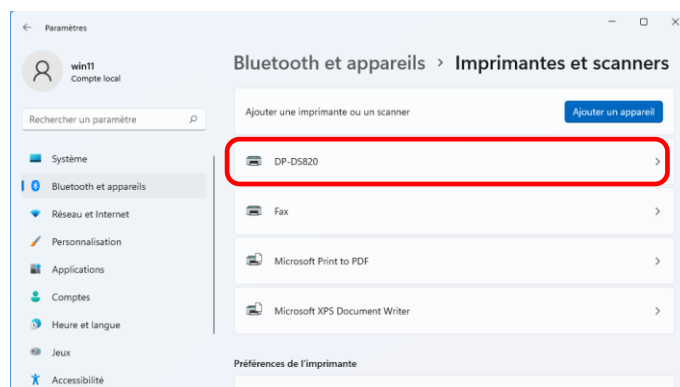 Paramètres
win11
Compte local
Rechercher un paramètre
Système
Bluetooth et appareils
Réseau et Internet
Personnalisation
Applications
Comptes
Heure et langue
Jeux
Accessibilité
Bluetooth et appareils > Imprimantes et scanners
Ajouter une imprimante ou un scanner
Ajouter un appareil
DP-DS820
Fax
Microsoft Print to PDF
Microsoft XPS Document Writer
Préférences de l'imprimante